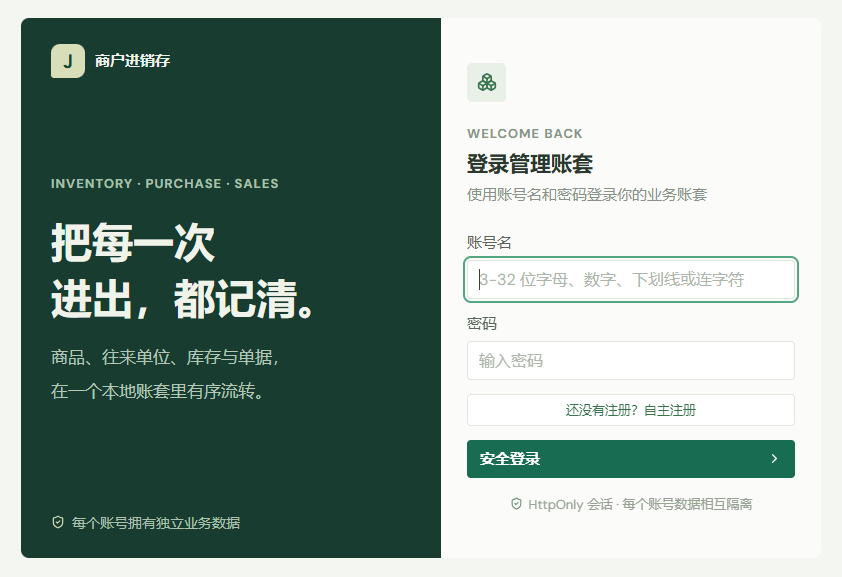 J 商户进销存
INVENTORY · PURCHASE · SALES
把每一次
进出，都记清。
商品、往来单位、库存与单据，
在一个本地账套里有序流转。
每个账号拥有独立业务数据
WELCOME BACK
登录管理账套
使用账号名和密码登录你的业务账套
账号名
3-32 位字母、数字、下划线或连字符
密码
输入密码
还没有注册？自主注册
安全登录
HttpOnly 会话 · 每个账号数据相互隔离